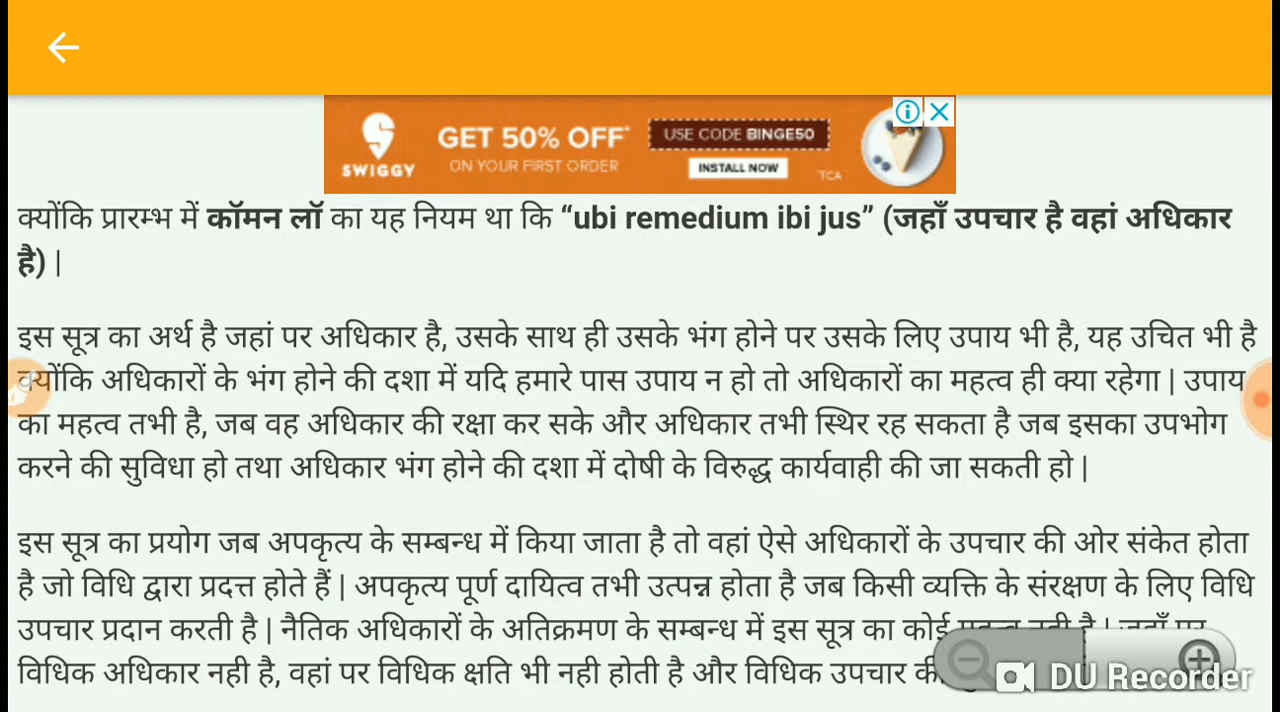 SWIGGY
GET 50% OFF*
ON YOUR FIRST ORDER
USE CODE BINGE50
INSTALL NOW
*TCA
क्योंकि प्रारम्भ में कॉमन लॉ का यह नियम था कि “ubi remedium ibi jus” (जहाँ उपचार है वहां अधिकार
है) |
इस सूत्र का अर्थ है जहां पर अधिकार है, उसके साथ ही उसके भंग होने पर उसके लिए उपाय भी है, यह उचित भी है
क्योंकि अधिकारों के भंग होने की दशा में यदि हमारे पास उपाय न हो तो अधिकारों का महत्व ही क्या रहेगा | उपाय
का महत्व तभी है, जब वह अधिकार की रक्षा कर सके और अधिकार तभी स्थिर रह सकता है जब इसका उपभोग
करने की सुविधा हो तथा अधिकार भंग होने की दशा में दोषी के विरुद्ध कार्यवाही की जा सकती हो |
इस सूत्र का प्रयोग जब अपकृत्य के सम्बन्ध में किया जाता है तो वहां ऐसे अधिकारों के उपचार की ओर संकेत होता
है जो विधि द्वारा प्रदत्त होते हैं | अपकृत्य पूर्ण दायित्व तभी उत्पन्न होता है जब किसी व्यक्ति के संरक्षण के लिए विधि
उपचार प्रदान करती है | नैतिक अधिकारों के अतिक्रमण के सम्बन्ध में इस सूत्र का कोई महत्व नही है | जहाँ पर
विधिक अधिकार नही है, वहां पर विधिक क्षति भी नही होती है और विधिक उपचार
DU Recorder